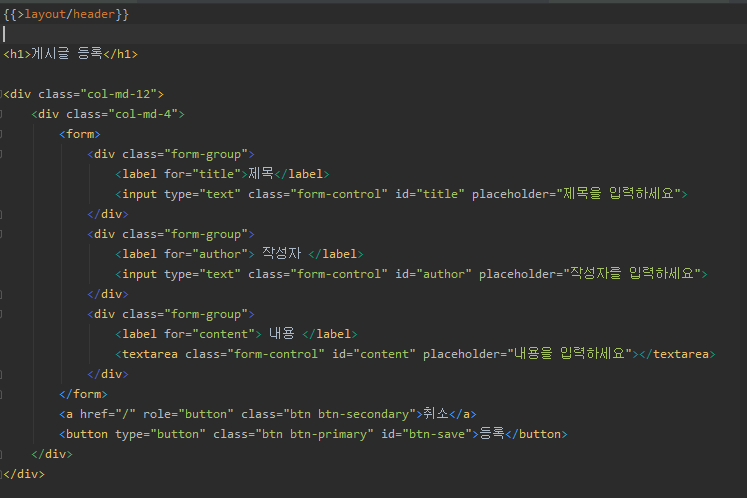 {{>layout/header}}
<h1>게시글 등록</h1>
<div class="col-md-12">
<div class="col-md-4">
<form>
<div class="form-group">
<label for="title">제목</label>
<input type="text" class="form-control" id="title" placeholder="제목을 입력하세요">
</div>
<div class="form-group">
<label for="author"> 작성자 </label>
<input type="text" class="form-control" id="author" placeholder="작성자를 입력하세요">
</div>
<div class="form-group">
<label for="content"> 내용 </label>
<textarea class="form-control" id="content" placeholder="내용을 입력하세요"></textarea>
</div>
</form>
<a href="/" role="button" class="btn btn-secondary">취소</a>
<button type="button" class="btn btn-primary" id="btn-save">등록</button>
</div>
</div>